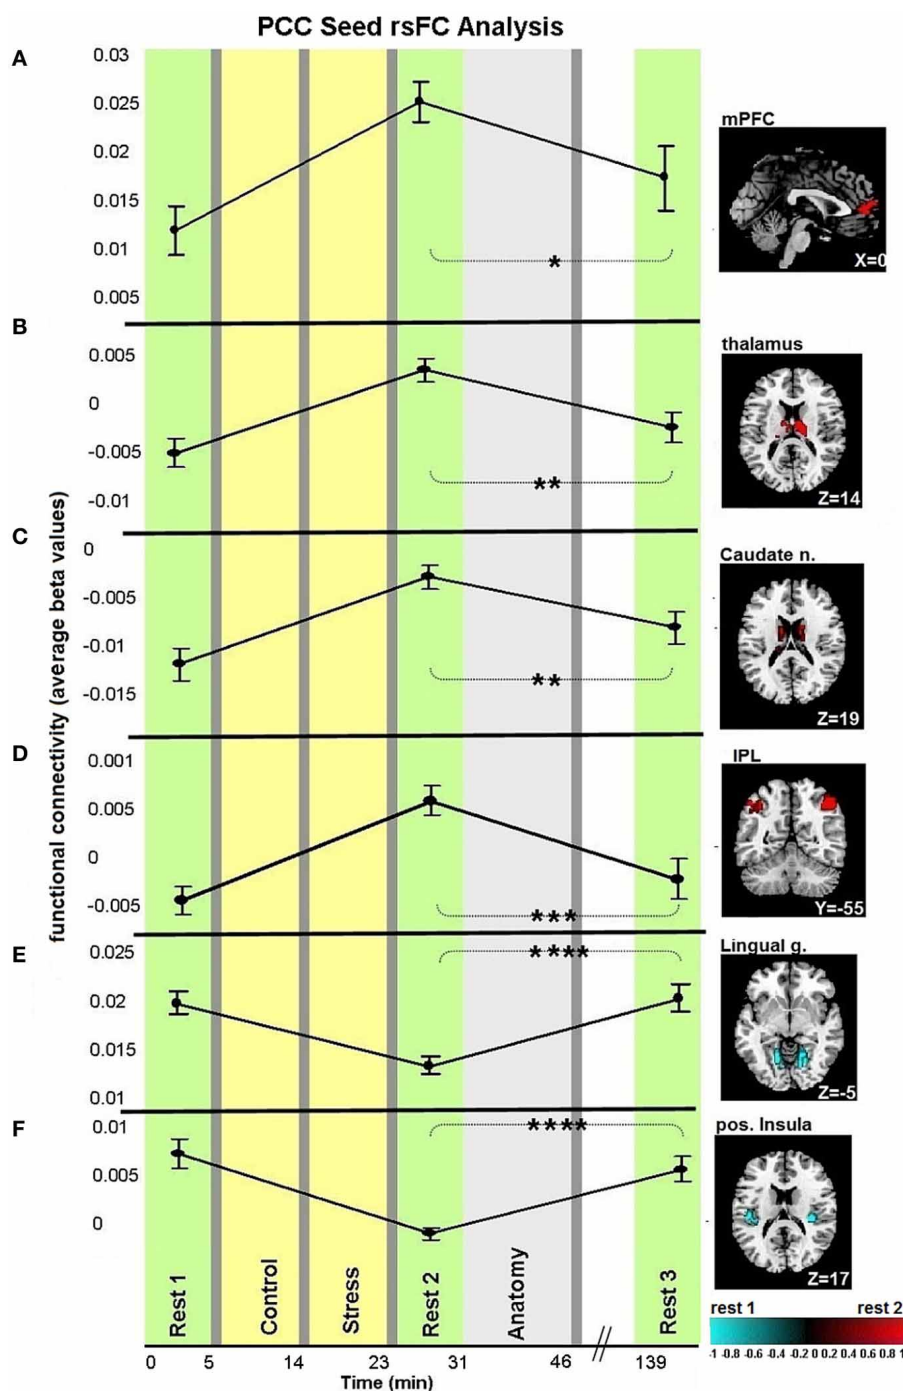 PCC Seed rsFC Analysis
functional connectivity (average beta values)
A
0.03
0.025
0.02
0.015
0.01
0.005
*
mPFC
X=0
B
0.005
0
-0.005
-0.01
**
thalamus
Z=14
C
0
-0.005
-0.01
-0.015
**
Caudate n.
Z=19
D
0.001
0.005
0
-0.005
***
IPL
Y=-55
E
0.025
0.02
0.015
0.01
****
Lingual g.
Z=-5
F
0.01
0.005
0
****
pos. Insula
Z=17
Rest 1
Control
Stress
Rest 2
Anatomy
Rest 3
0 5 14 23 31 46 // 139
Time (min)
rest 1 rest 2
-1 -0.8 -0.6 -0.4 -0.2 0 0.2 0.4 0.6 0.8 1